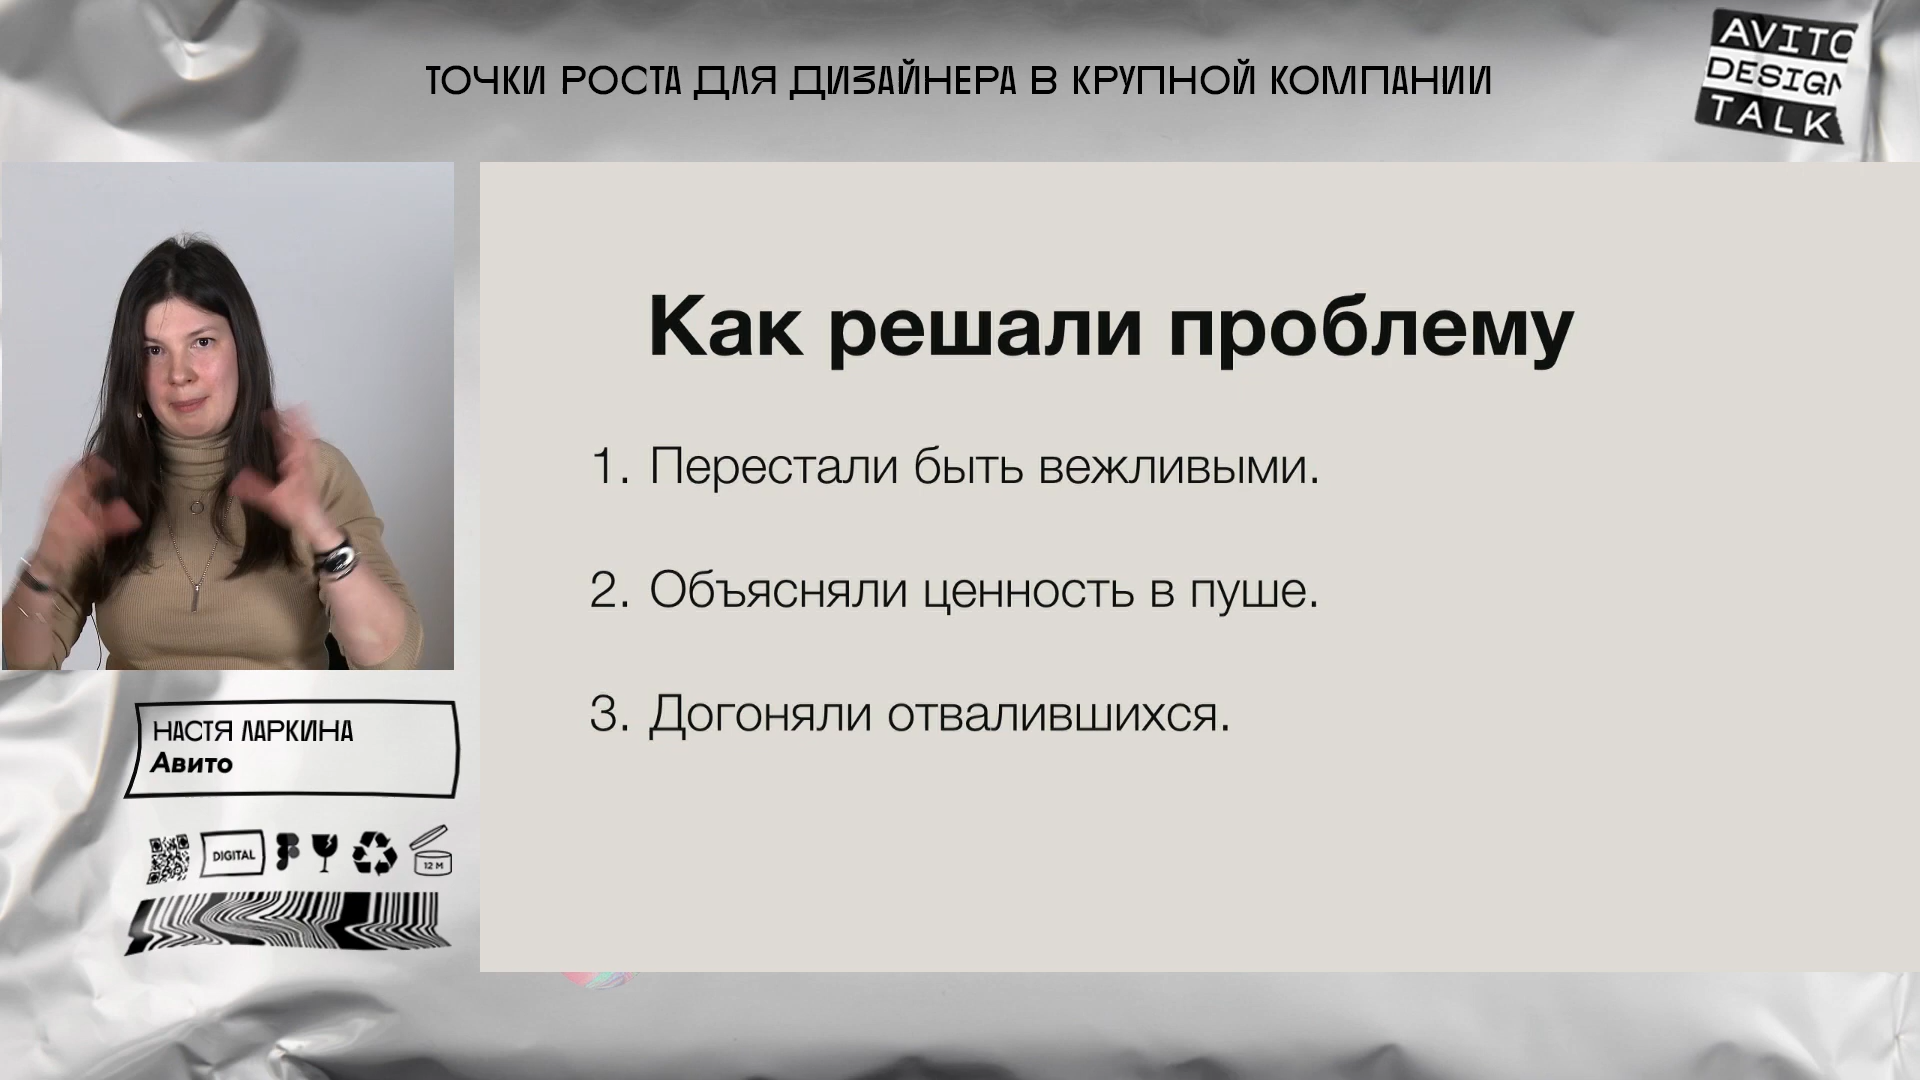 ТОЧКИ РОСТА ДЛЯ ДИЗАЙНЕРА В КРУПНОЙ КОМПАНИИ
AVITO
DESIGN
TALK
Как решали проблему
1. Перестали быть вежливыми.
2. Объясняли ценность в пуше.
3. Догоняли отвалившихся.
НАСТЯ ЛАРКИНА
Авито
DIGITAL
12 M